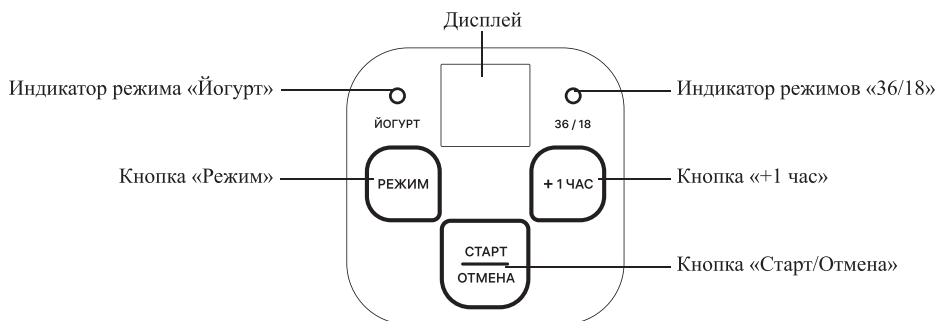 Дисплей
Индикатор режима «Йогурт»
Индикатор режимов «36/18»
ЙОГУРТ
36 / 18
Кнопка «Режим»
РЕЖИМ
+ 1 ЧАС
Кнопка «+1 час»
СТАРТ
ОТМЕНА
Кнопка «Старт/Отмена»